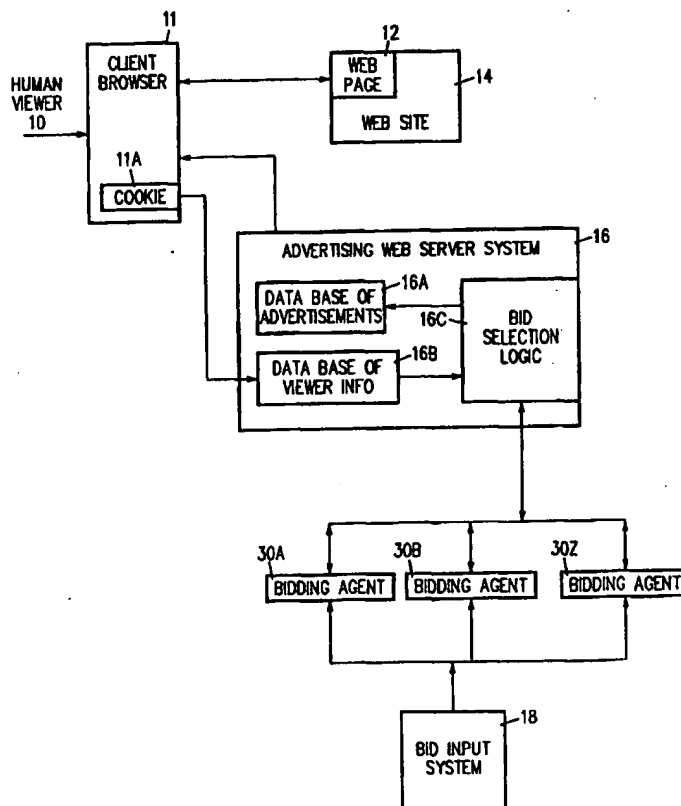 11
CLIENT
BROWSER
HUMAN
VIEWER
10
11A
COOKIE
12
WEB
PAGE
14
WEB SITE
ADVERTISING WEB SERVER SYSTEM
16
16A
DATA BASE OF
ADVERTISEMENTS
16B
DATA BASE OF
VIEWER INFO
16C
BID
SELECTION
LOGIC
30A
BIDDING AGENT
30B
BIDDING AGENT
30Z
BIDDING AGENT
18
BID INPUT
SYSTEM